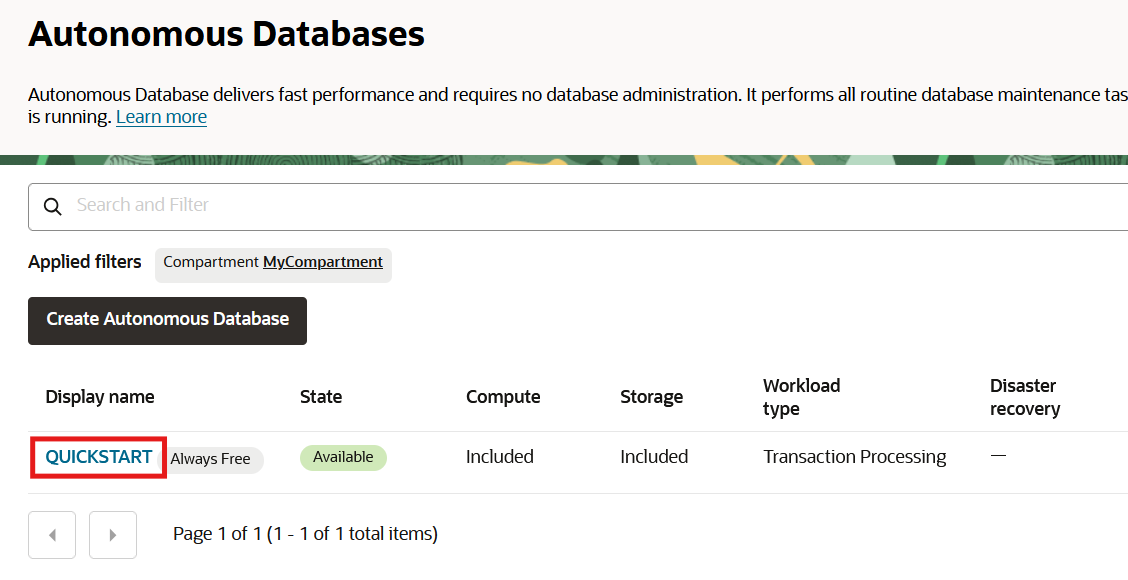 Autonomous Databases
Autonomous Database delivers fast performance and requires no database administration. It performs all routine database maintenance tas
is running. Learn more
Search and Filter
Applied filters Compartment MyCompartment
Create Autonomous Database
Display name State Compute Storage Workload type Disaster recovery
QUICKSTART Always Free Available Included Included Transaction Processing —
Page 1 of 1 (1 - 1 of 1 total items)